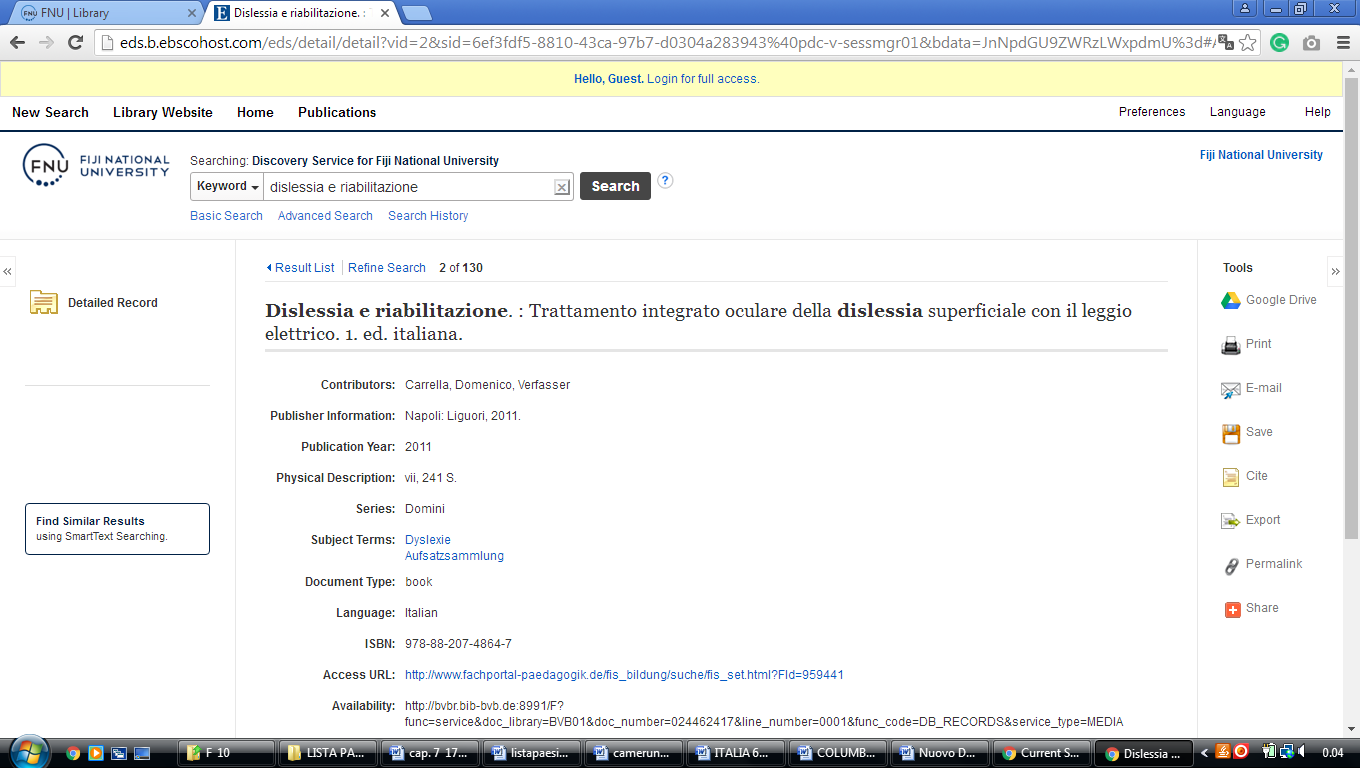 FNU | Library
Dislessia e riabilitazione. :
eds.b.ebscohost.com/eds/detail/detail?vid=2&sid=6ef3fdf5-8810-43ca-97b7-d0304a283943%40pdc-v-sessmgr01&bdata=JnNpdGU9ZWRzLWxpdmU%3d#
Hello, Guest. Login for full access.
New Search Library Website Home Publications Preferences Language Help
FNU FIJI NATIONAL UNIVERSITY
Searching: Discovery Service for Fiji National University
Fiji National University
Keyword dislessia e riabilitazione Search ?
Basic Search Advanced Search Search History
« Result List Refine Search 2 of 130 »
Detailed Record
Find Similar Results
using SmartText Searching.
Dislessia e riabilitazione. : Trattamento integrato oculare della dislessia superficiale con il leggio
elettrico. 1. ed. italiana.
Contributors: Carrella, Domenico, Verfasser
Publisher Information: Napoli: Liguori, 2011.
Publication Year: 2011
Physical Description: vii, 241 S.
Series: Domini
Subject Terms: Dyslexie
Aufsatzsammlung
Document Type: book
Language: Italian
ISBN: 978-88-207-4864-7
Access URL: http://www.fachportal-paedagogik.de/fis_bildung/suche/fis_set.html?FId=959441
Availability: http://bvbr.bib-bvb.de:8991/F?
func=service&doc_library=BVB01&doc_number=024462417&line_number=0001&func_code=DB_RECORDS&service_type=MEDIA
Tools
Google Drive
Print
E-mail
Save
Cite
Export
Permalink
Share
F 10 LISTA PA... cap. 7 17... listapaesi... camerun... ITALIA 6... COLUMB... Nuovo D... Current S... Dislessia ... 0.04